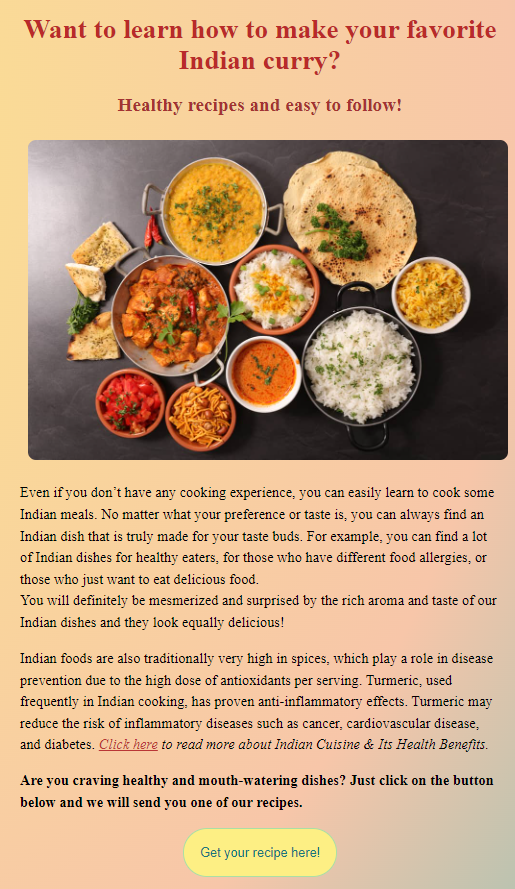 Want to learn how to make your favorite
Indian curry?
Healthy recipes and easy to follow!
Even if you don’t have any cooking experience, you can easily learn to cook some
Indian meals. No matter what your preference or taste is, you can always find an
Indian dish that is truly made for your taste buds. For example, you can find a lot
of Indian dishes for healthy eaters, for those who have different food allergies, or
those who just want to eat delicious food.
You will definitely be mesmerized and surprised by the rich aroma and taste of our
Indian dishes and they look equally delicious!
Indian foods are also traditionally very high in spices, which play a role in disease
prevention due to the high dose of antioxidants per serving. Turmeric, used
frequently in Indian cooking, has proven anti-inflammatory effects. Turmeric may
reduce the risk of inflammatory diseases such as cancer, cardiovascular disease,
and diabetes. Click here to read more about Indian Cuisine & Its Health Benefits.
Are you craving healthy and mouth-watering dishes? Just click on the button
below and we will send you one of our recipes.
Get your recipe here!